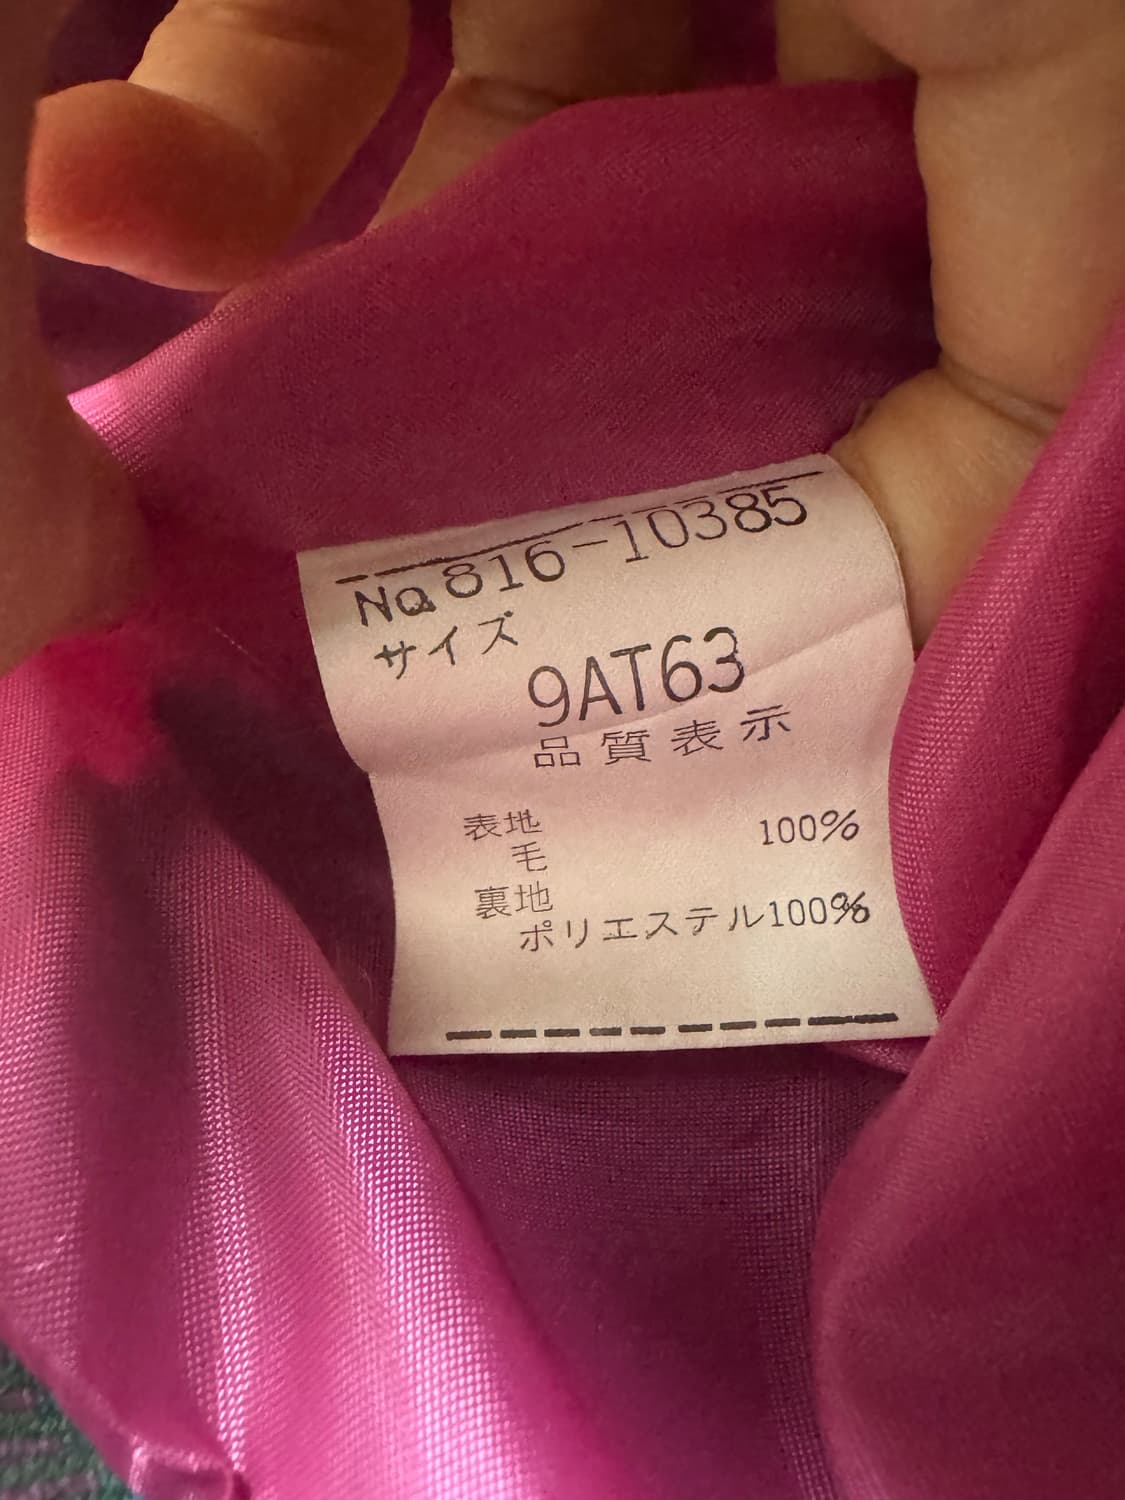 No.816-10385
サイズ
9AT63
品質表示
表地
毛 100%
裏地
ポリエステル100%